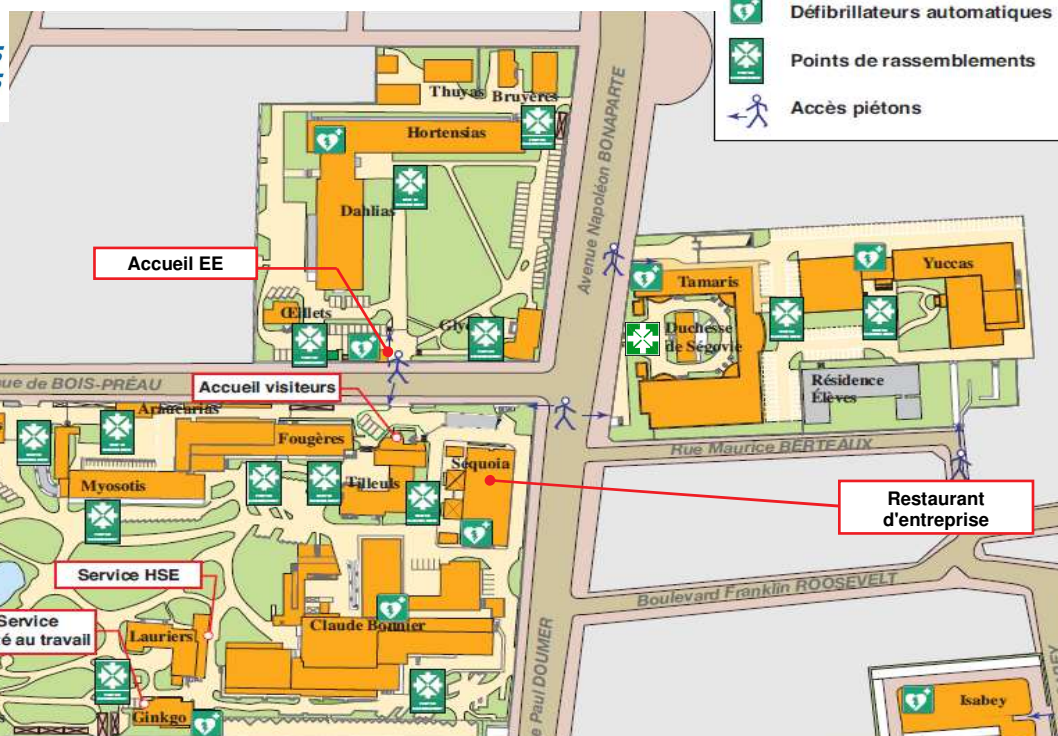 Défibrillateurs automatiques
Points de rassemblements
Accès piétons
Thuyas
Bruyères
Hortensias
Avenue Napoléon BONAPARTE
Dahlias
Accueil EE
Tamaris
Yuccas
Œillets
Duchesse
de Ségovie
Résidence
Élèves
de BOIS-PRÉAU
Accueil visiteurs
Araucarias
Fougères
Séquoia
Rue Maurice BERTEAUX
Myosotis
Tilleuls
Restaurant
d'entreprise
Service HSE
Boulevard Franklin ROOSEVELT
Service
é au travail
Lauriers
Claude Bonnier
Paul DOUMER
Ginkgo
Isabey